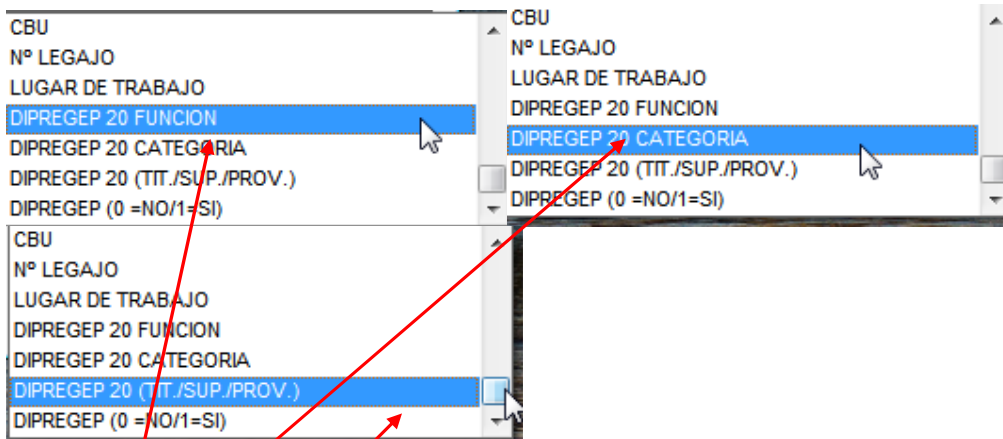 CBU
Nº LEGAJO
LUGAR DE TRABAJO
DIPREGEP 20 FUNCION
DIPREGEP 20 CATEGORIA
DIPREGEP 20 (TIT./SUP./PROV.)
DIPREGEP (0 =NO/1=SI)
CBU
Nº LEGAJO
LUGAR DE TRABAJO
DIPREGEP 20 FUNCION
DIPREGEP 20 CATEGORIA
DIPREGEP 20 (TIT./SUP./PROV.)
DIPREGEP (0 =NO/1=SI)
CBU
Nº LEGAJO
LUGAR DE TRABAJO
DIPREGEP 20 FUNCION
DIPREGEP 20 CATEGORIA
DIPREGEP 20 (TIT./SUP./PROV.)
DIPREGEP (0 =NO/1=SI)